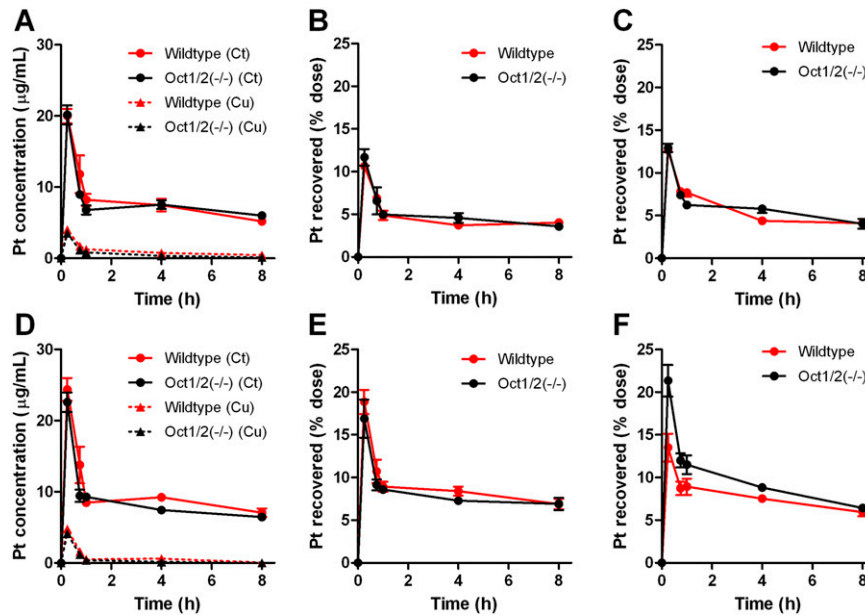 A
Pt concentration (µg/mL)
30
20
10
0
0 2 4 6 8
Time (h)
Wildtype (Ct)
Oct1/2(-/-) (Ct)
Wildtype (Cu)
Oct1/2(-/-) (Cu)
B
Pt recovered (% dose)
25
20
15
10
5
0
0 2 4 6 8
Time (h)
Wildtype
Oct1/2(-/-)
C
Pt recovered (% dose)
25
20
15
10
5
0
0 2 4 6 8
Time (h)
Wildtype
Oct1/2(-/-)
D
Pt concentration (µg/mL)
30
20
10
0
0 2 4 6 8
Time (h)
Wildtype (Ct)
Oct1/2(-/-) (Ct)
Wildtype (Cu)
Oct1/2(-/-) (Cu)
E
Pt recovered (% dose)
25
20
15
10
5
0
0 2 4 6 8
Time (h)
Wildtype
Oct1/2(-/-)
F
Pt recovered (% dose)
25
20
15
10
5
0
0 2 4 6 8
Time (h)
Wildtype
Oct1/2(-/-)